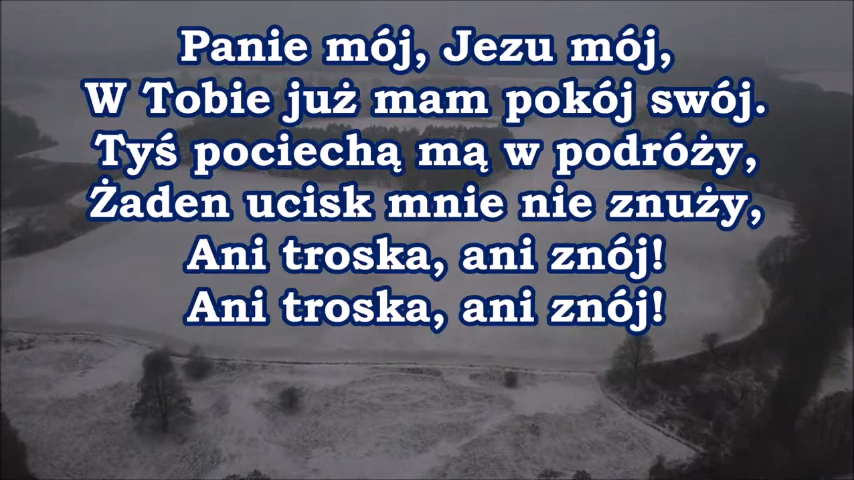 Panie mój, Jezu mój,
W Tobie już mam pokój swój.
Tyś pociechą mą w podróży,
Żaden ucisk mnie nie znuży,
Ani troska, ani znój!
Ani troska, ani znój!